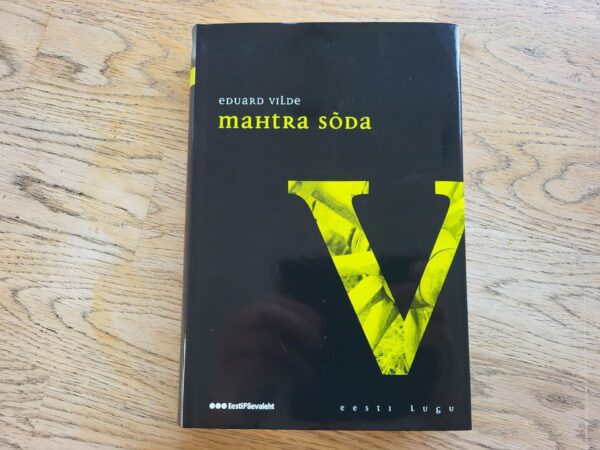 eduard vilde
mahtra sõda
V
EestiPäevaleht
eesti lugu